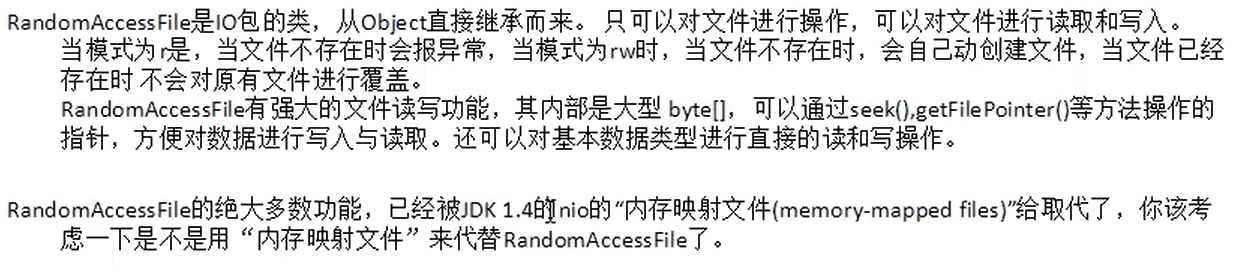 RandomAccessFile是IO包的类，从Object直接继承而来。 只可以对文件进行操作，可以对文件进行读取和写入。
当模式为r是，当文件不存在时会报异常，当模式为rw时，当文件不存在时，会自己动创建文件，当文件已经
存在时 不会对原有文件进行覆盖。
RandomAccessFile有强大的文件读写功能，其内部是大型 byte[]， 可以通过seek(),getFilePointer()等方法操作的
指针，方便对数据进行写入与读取。还可以对基本数据类型进行直接的读和写操作。
RandomAccessFile的绝大多数功能，已经被JDK 1.4的nio的“内存映射文件(memory-mapped files)”给取代了，你该考
虑一下是不是用“内存映射文件”来代替RandomAccessFile了。